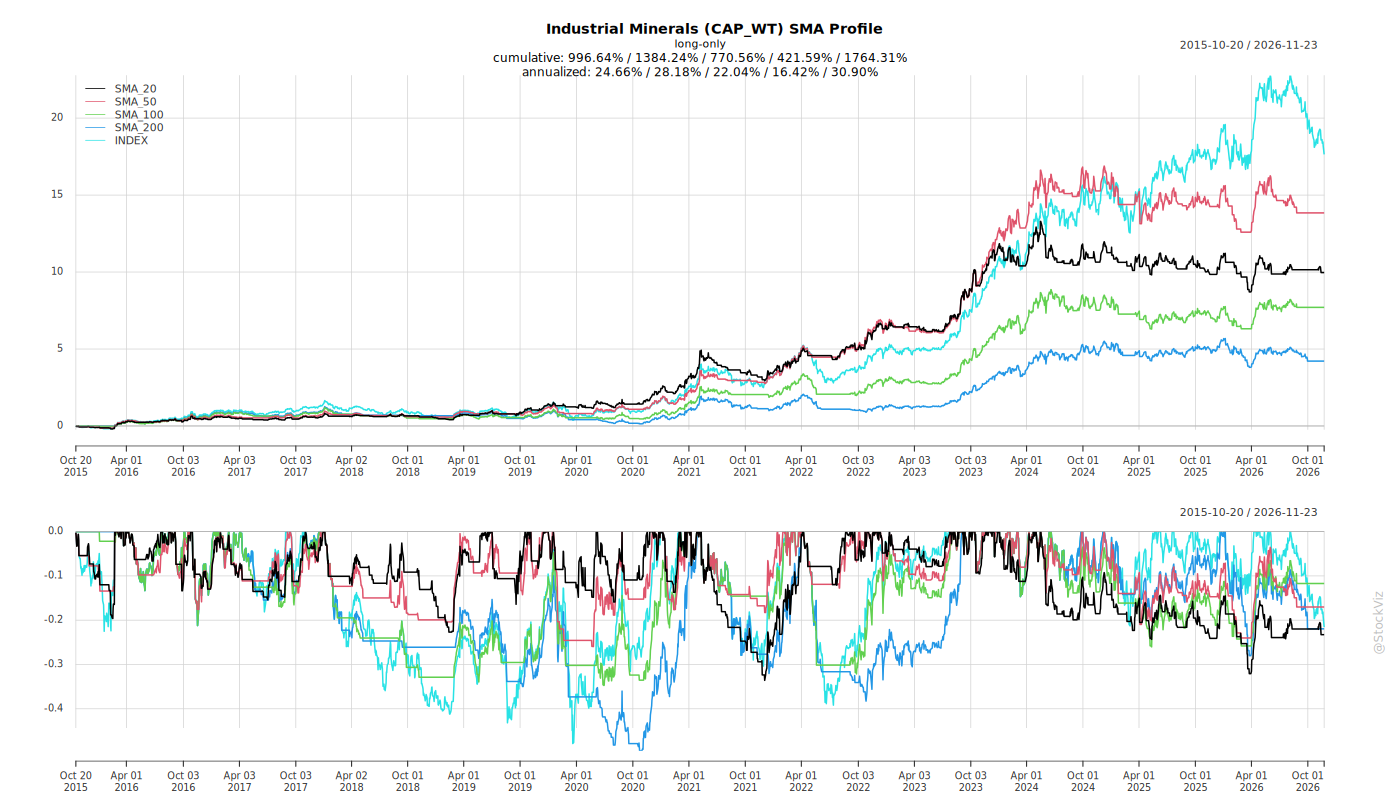 Industrial Minerals (CAP_WT) SMA Profile
long-only
cumulative: 996.64% / 1384.24% / 770.56% / 421.59% / 1764.31%
annualized: 24.66% / 28.18% / 22.04% / 16.42% / 30.90%
2015-10-20 / 2026-11-23
SMA_20
SMA_50
SMA_100
SMA_200
INDEX
20
15
10
5
0
Oct 20 Apr 01 Oct 03 Apr 03 Oct 03 Apr 02 Oct 01 Apr 01 Oct 01 Apr 01 Oct 01 Apr 01 Oct 01 Apr 01 Oct 03 Apr 03 Oct 03 Apr 01 Oct 01 Apr 01 Oct 01 Apr 01 Oct 01
2015 2016 2016 2017 2017 2018 2018 2019 2019 2020 2020 2021 2021 2022 2022 2023 2023 2024 2024 2025 2025 2026 2026
2015-10-20 / 2026-11-23
0.0
-0.1
-0.2
-0.3
-0.4
Oct 20 Apr 01 Oct 03 Apr 03 Oct 03 Apr 02 Oct 01 Apr 01 Oct 01 Apr 01 Oct 01 Apr 01 Oct 01 Apr 01 Oct 03 Apr 03 Oct 03 Apr 01 Oct 01 Apr 01 Oct 01 Apr 01 Oct 01
2015 2016 2016 2017 2017 2018 2018 2019 2019 2020 2020 2021 2021 2022 2022 2023 2023 2024 2024 2025 2025 2026 2026
@StockViz